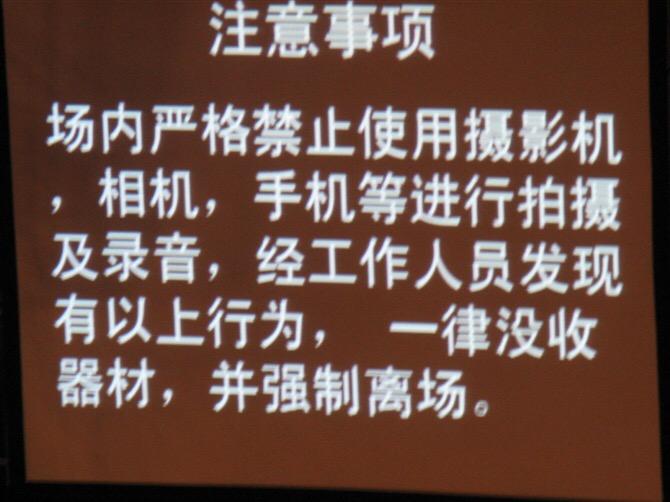 注意事项
场内严格禁止使用摄影机
，相机，手机等进行拍摄
及录音，经工作人员发现
有以上行为， 一律没收
器材，并强制离场。